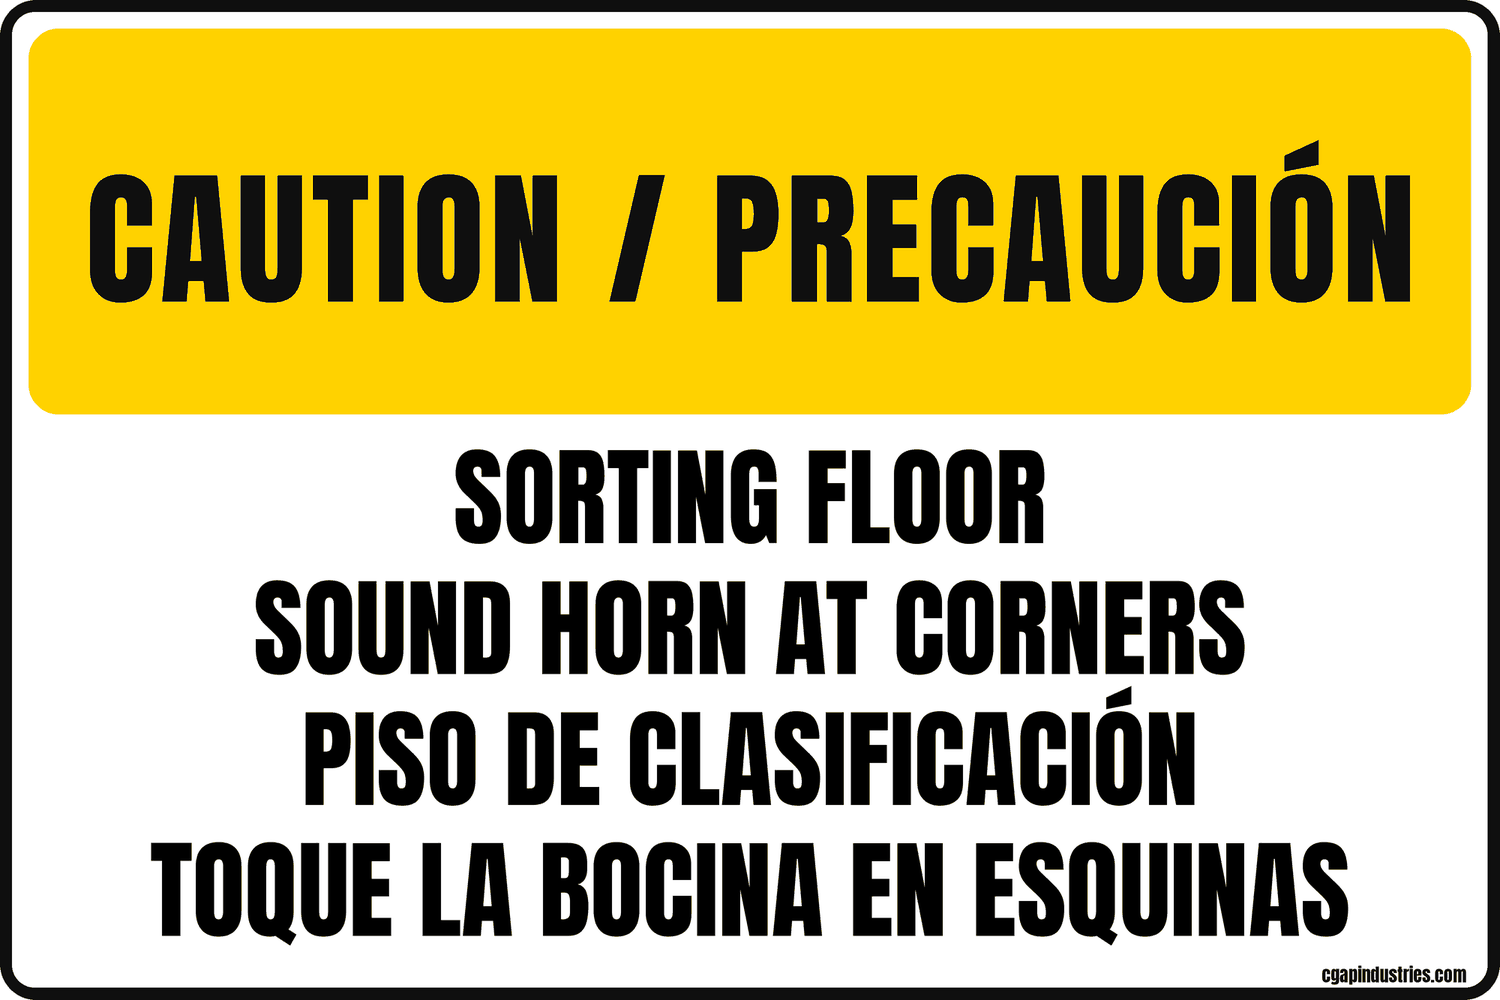 CAUTION / PRECAUCIÓN
SORTING FLOOR
SOUND HORN AT CORNERS
PISO DE CLASIFICACIÓN
TOQUE LA BOCINA EN ESQUINAS
cgapindustries.com